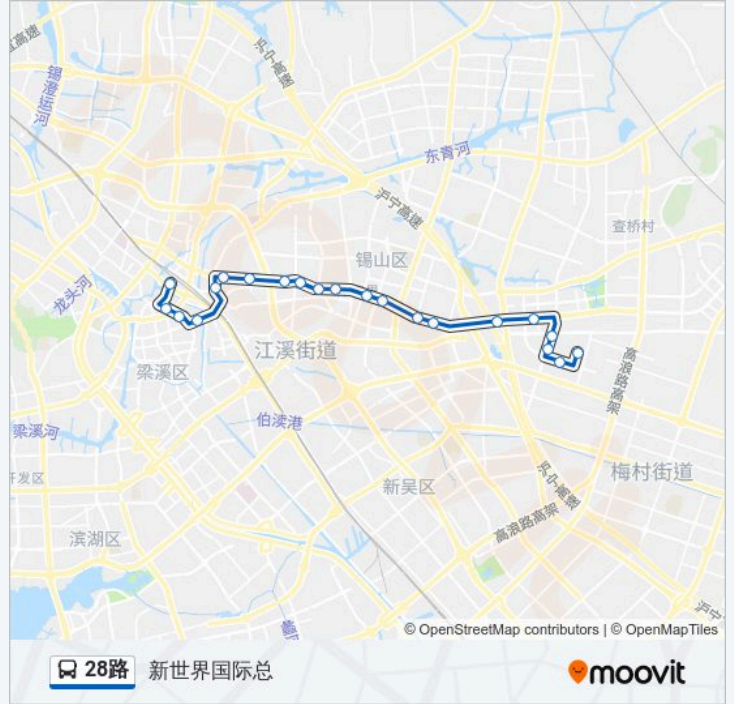 高速
沪宁高速
锡澄运河
东青河
沪宁高速
查桥村
锡山区
龙头河
江溪街道
梁溪区
高浪路高架
伯渎港
梁溪河
开发区
新吴区
沪宁高速
梅村街道
高浪路高架
滨湖区
沪宁
© OpenStreetMap contributors | © OpenMapTiles
28路 新世界国际总
moovit